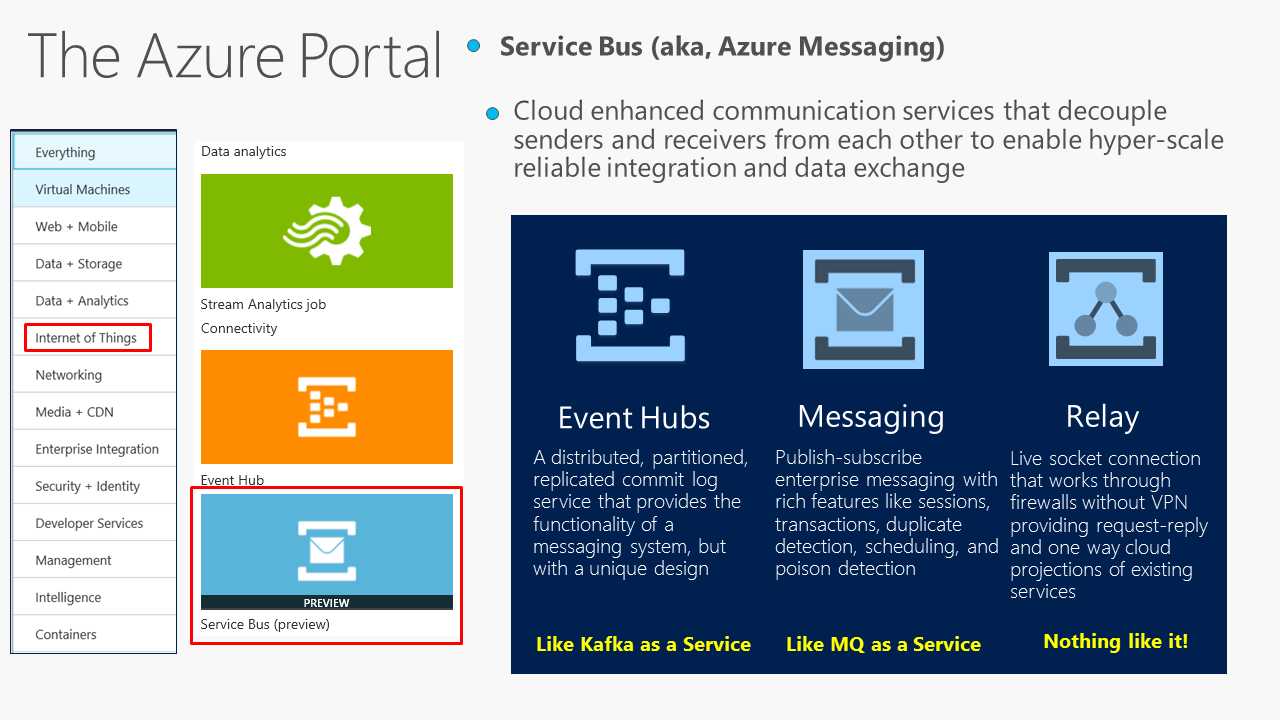 The Azure Portal
Service Bus (aka, Azure Messaging)
Cloud enhanced communication services that decouple
senders and receivers from each other to enable hyper-scale
reliable integration and data exchange
Everything
Virtual Machines
Web + Mobile
Data + Storage
Data + Analytics
Internet of Things
Networking
Media + CDN
Enterprise Integration
Security + Identity
Developer Services
Management
Intelligence
Containers
Data analytics
Stream Analytics job
Connectivity
Event Hub
PREVIEW
Service Bus (preview)
Event Hubs
A distributed, partitioned,
replicated commit log
service that provides the
functionality of a
messaging system, but
with a unique design
Like Kafka as a Service
Messaging
Publish-subscribe
enterprise messaging with
rich features like sessions,
transactions, duplicate
detection, scheduling, and
poison detection
Like MQ as a Service
Relay
Live socket connection
that works through
firewalls without VPN
providing request-reply
and one way cloud
projections of existing
services
Nothing like it!